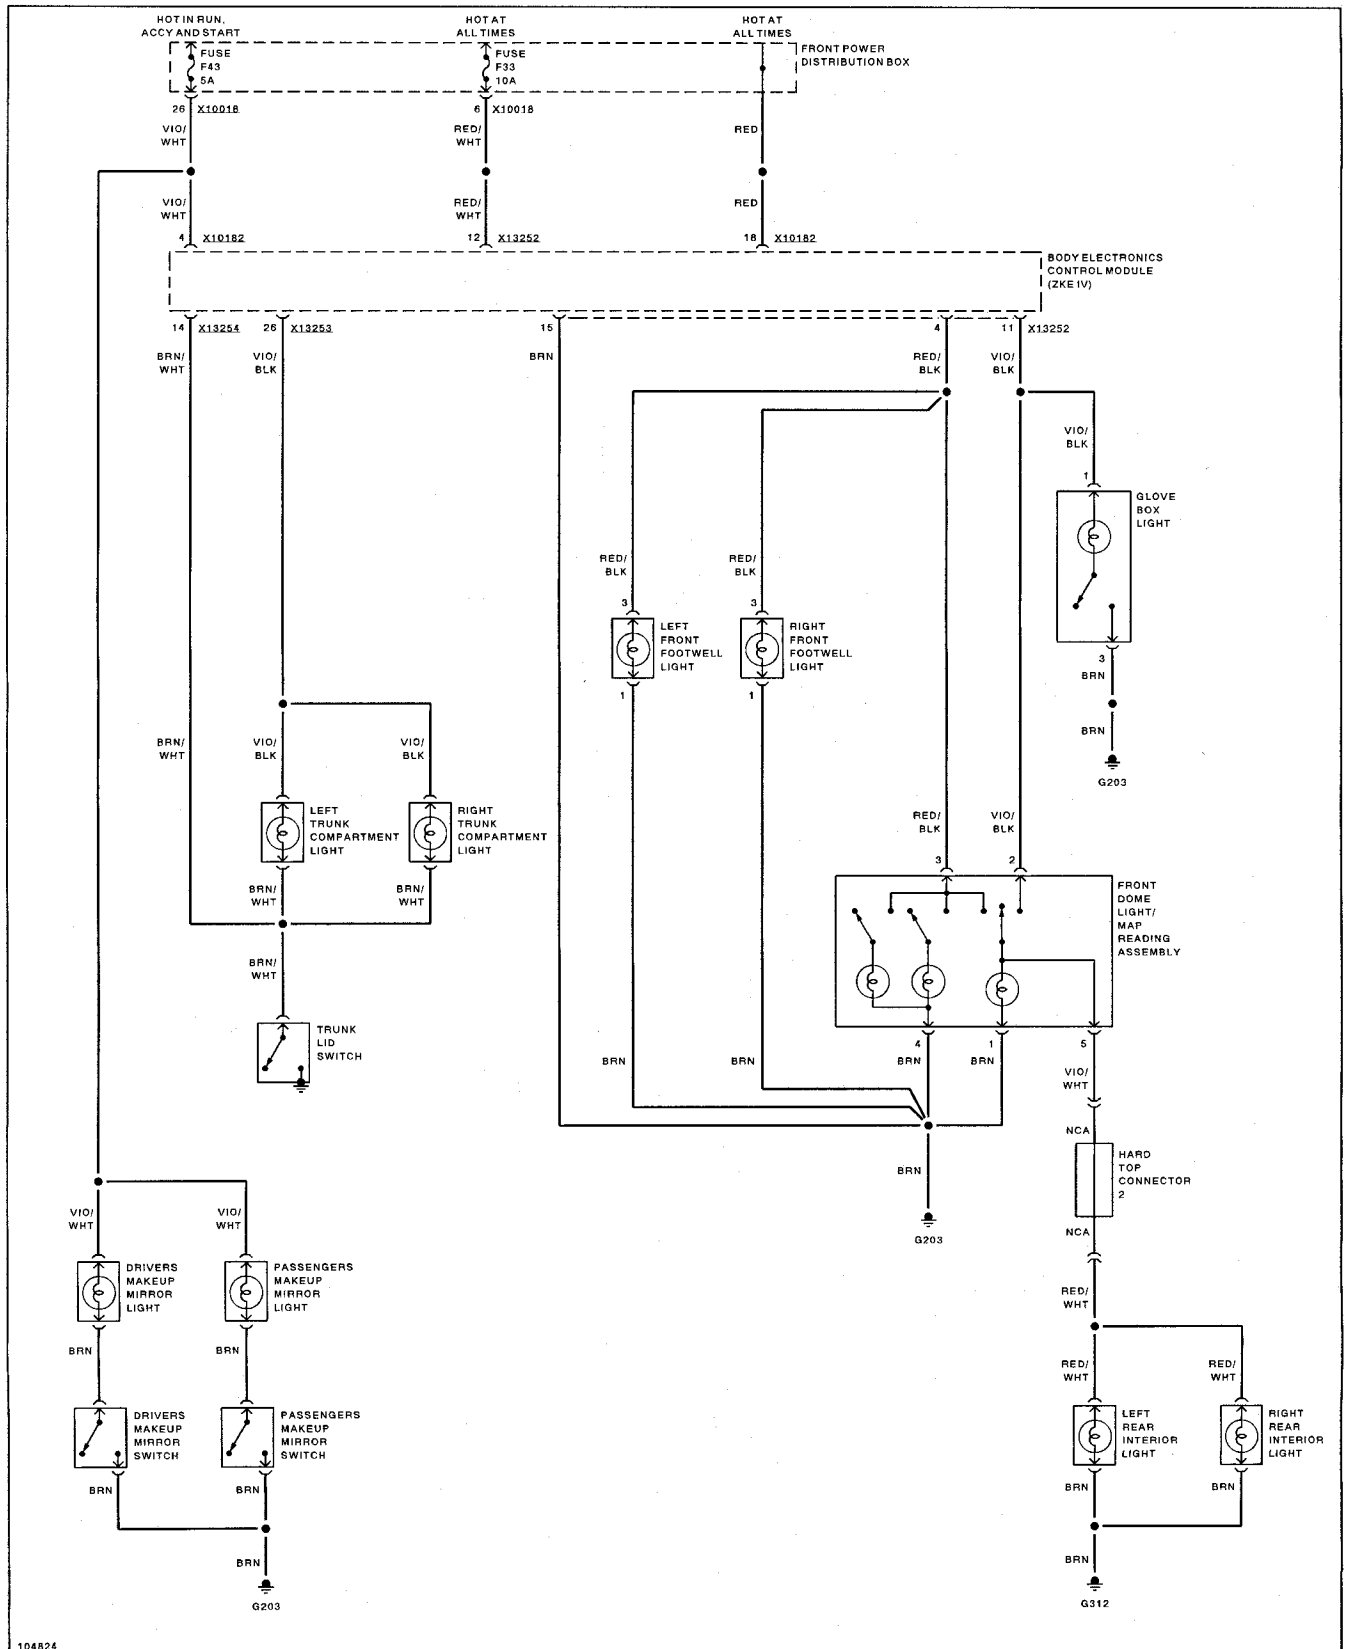 HOT IN RUN,
ACCY AND START
HOT AT
ALL TIMES
HOT AT
ALL TIMES
FUSE
F43
5A
FUSE
F33
10A
FRONT POWER
DISTRIBUTION BOX
26 X10018
6 X10018
VIO/
WHT
RED/
WHT
RED
VIO/
WHT
RED/
WHT
RED
4 X10182
12 X13252
18 X10182
BODY ELECTRONICS
CONTROL MODULE
(ZKE IV)
14 X13254
26 X13253
15
4
11 X13252
BRN/
WHT
VIO/
BLK
BRN
RED/
BLK
VIO/
BLK
VIO/
BLK
1
GLOVE
BOX
LIGHT
RED/
BLK
RED/
BLK
3
3
LEFT
FRONT
FOOTWELL
LIGHT
RIGHT
FRONT
FOOTWELL
LIGHT
1
1
3
BRN
BRN
G203
BRN/
WHT
VIO/
BLK
VIO/
BLK
LEFT
TRUNK
COMPARTMENT
LIGHT
RIGHT
TRUNK
COMPARTMENT
LIGHT
RED/
BLK
VIO/
BLK
3
2
BRN/
WHT
BRN/
WHT
FRONT
DOME
LIGHT/
MAP
READING
ASSEMBLY
BRN/
WHT
TRUNK
LID
SWITCH
4
1
5
BRN
BRN
BRN
BRN
VIO/
WHT
NCA
HARD
TOP
CONNECTOR
2
BRN
G203
NCA
VIO/
WHT
VIO/
WHT
DRIVERS
MAKEUP
MIRROR
LIGHT
PASSENGERS
MAKEUP
MIRROR
LIGHT
RED/
WHT
BRN
BRN
RED/
WHT
RED/
WHT
DRIVERS
MAKEUP
MIRROR
SWITCH
PASSENGERS
MAKEUP
MIRROR
SWITCH
LEFT
REAR
INTERIOR
LIGHT
RIGHT
REAR
INTERIOR
LIGHT
BRN
BRN
BRN
BRN
BRN
G203
BRN
G312
104824